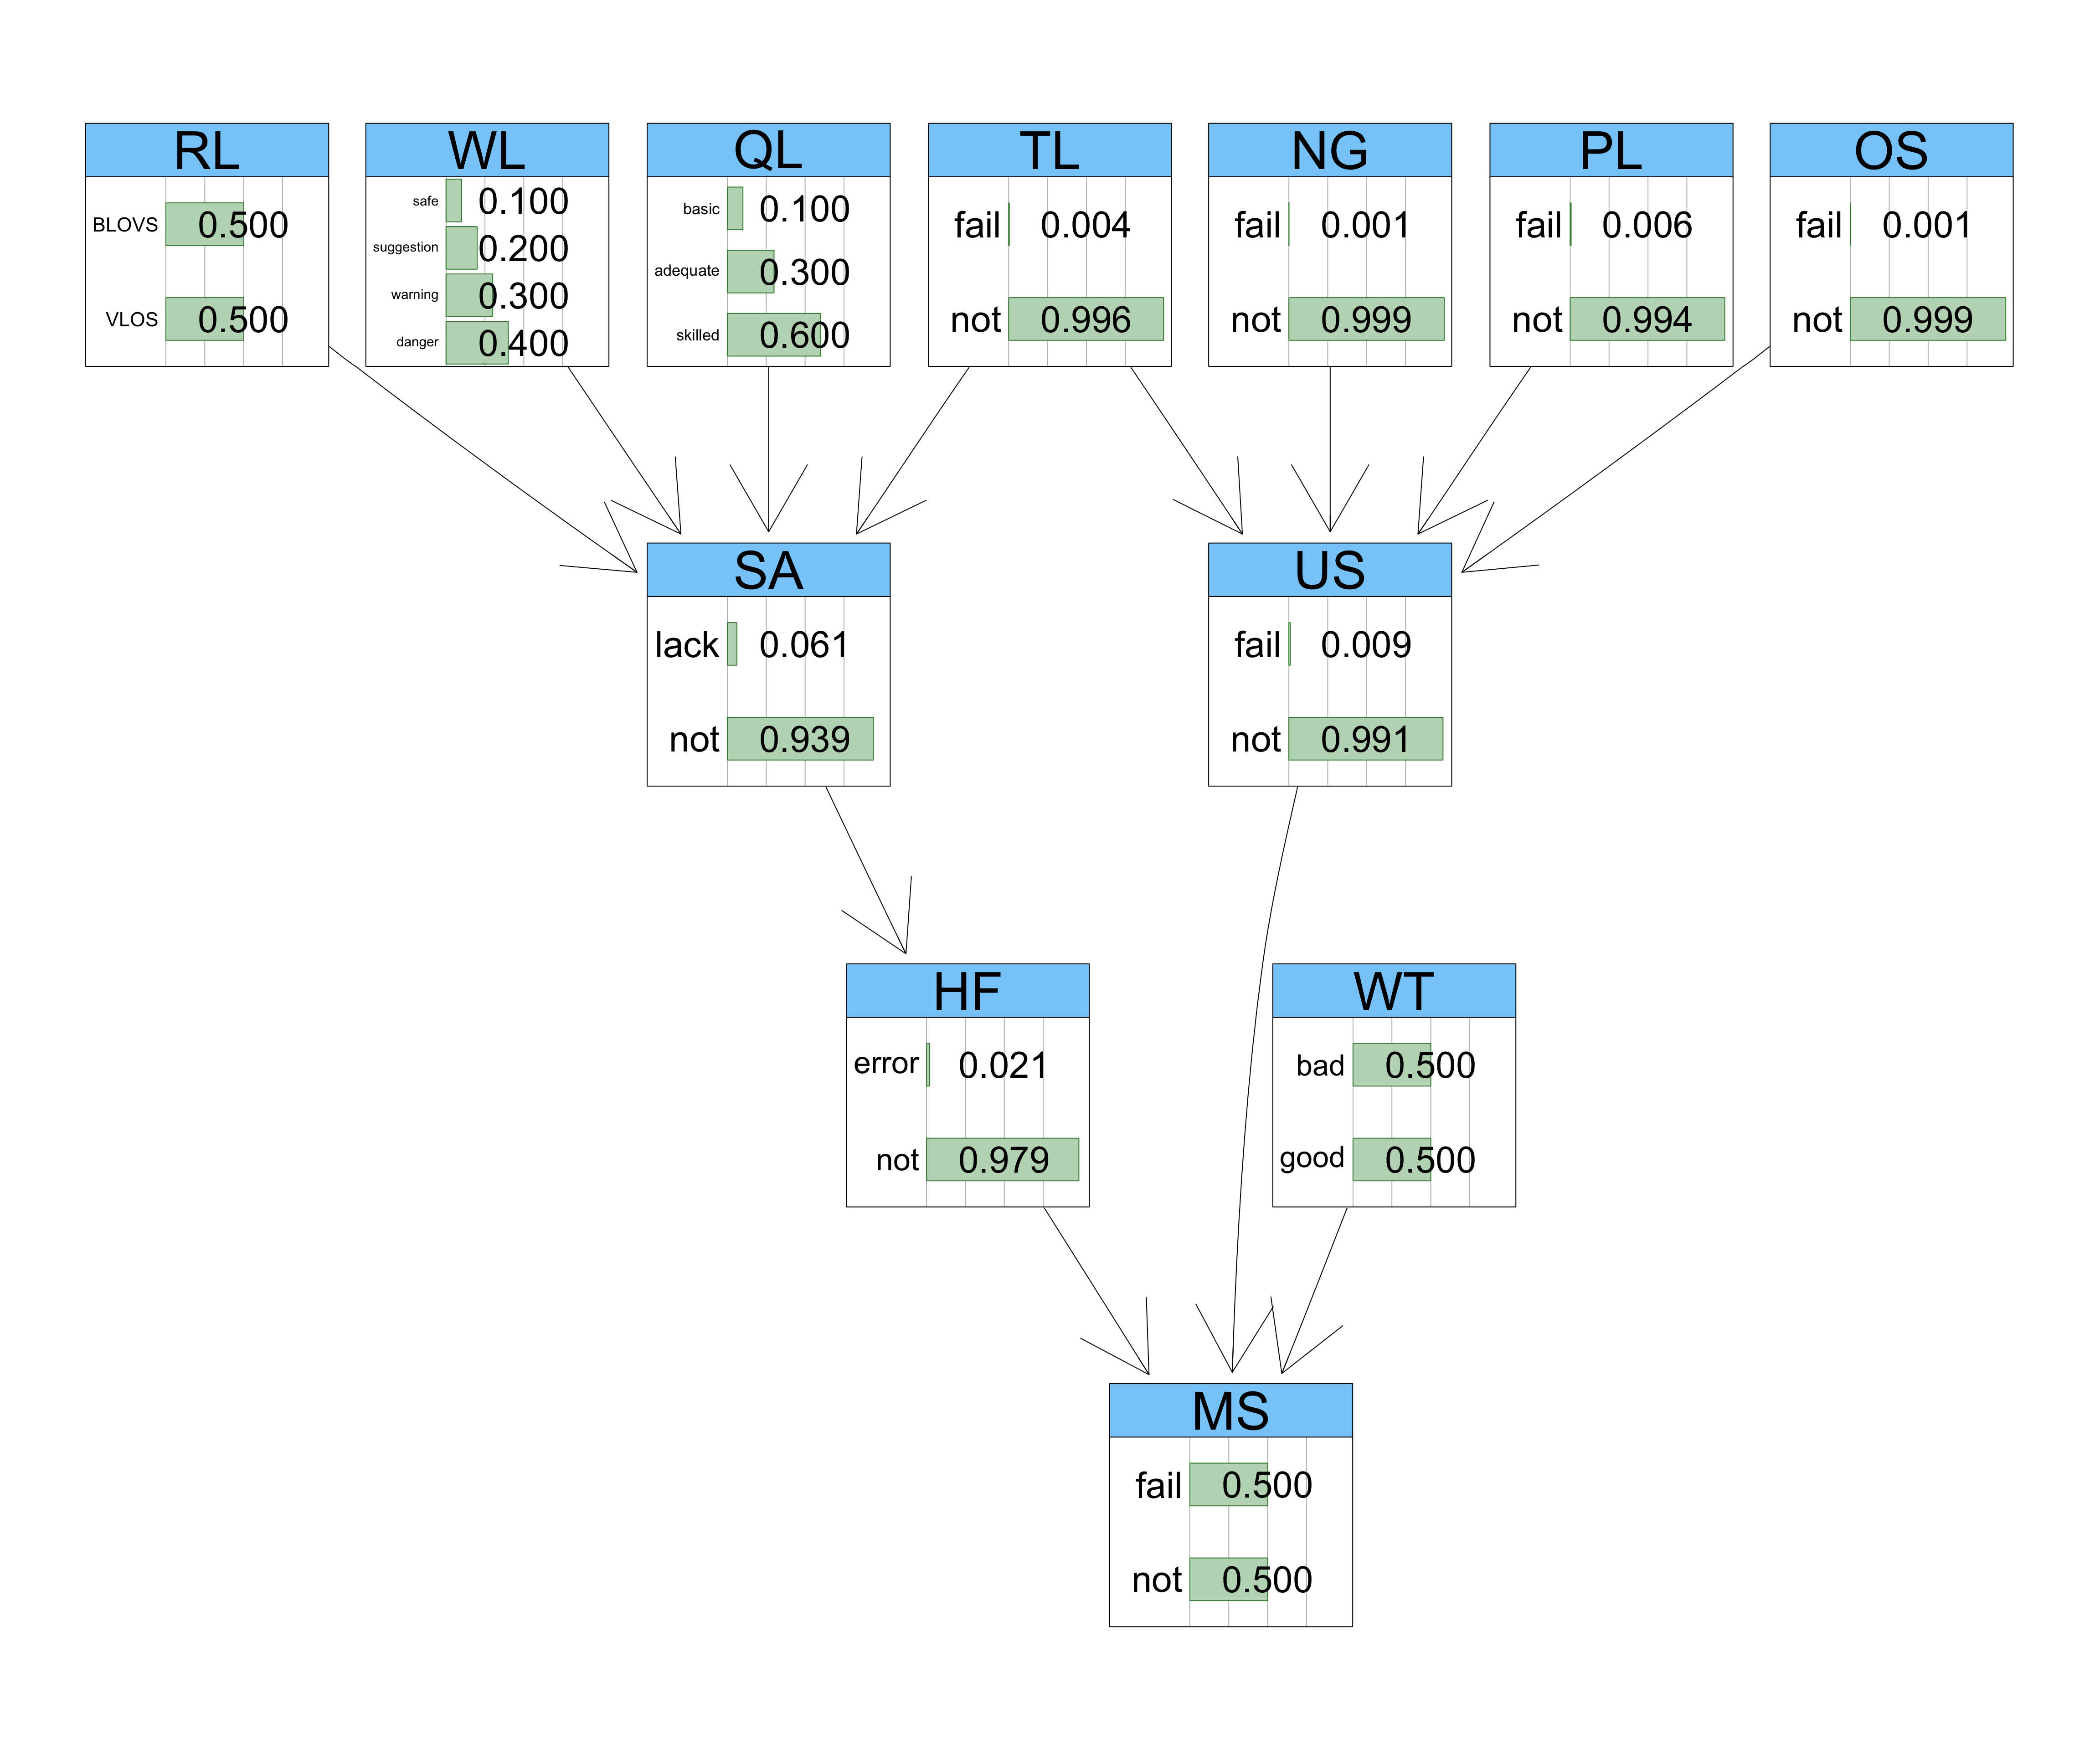 RL
BLOVS 0.500
VLOS 0.500
WL
safe 0.100
suggestion 0.200
warning 0.300
danger 0.400
QL
basic 0.100
adequate 0.300
skilled 0.600
TL
fail 0.004
not 0.996
NG
fail 0.001
not 0.999
PL
fail 0.006
not 0.994
OS
fail 0.001
not 0.999
SA
lack 0.061
not 0.939
US
fail 0.009
not 0.991
HF
error 0.021
not 0.979
WT
bad 0.500
good 0.500
MS
fail 0.500
not 0.500